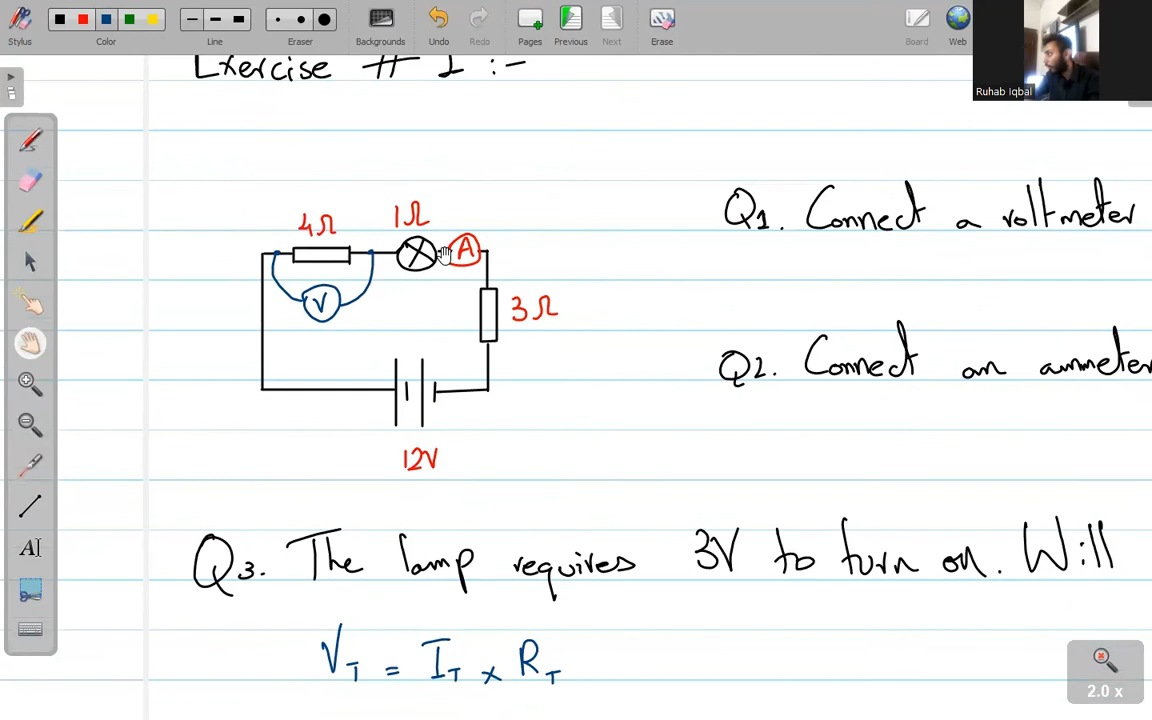 Stylus
Color
Line
Eraser
Backgrounds
Undo
Redo
Pages
Previous
Next
Erase
Board
Web
Ruhab Iqbal
Exercise # 1 :-
4Ω
1Ω
A
V
3Ω
12V
Q1. Connect a voltmeter
Q2. Connect an ammeter
Q3. The lamp requires 3V to turn on. Will
V_T = I_T × R_T
A
2.0 x